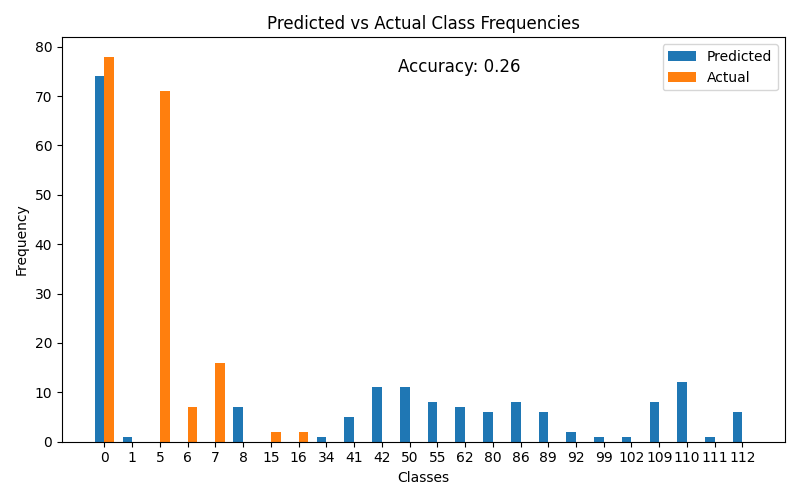 Predicted vs Actual Class Frequencies
Accuracy: 0.26
Predicted
Actual
80
70
60
50
40
30
20
10
0
Frequency
0 1 5 6 7 8 15 16 34 41 42 50 55 62 80 86 89 92 99 102 109 110 111 112
Classes